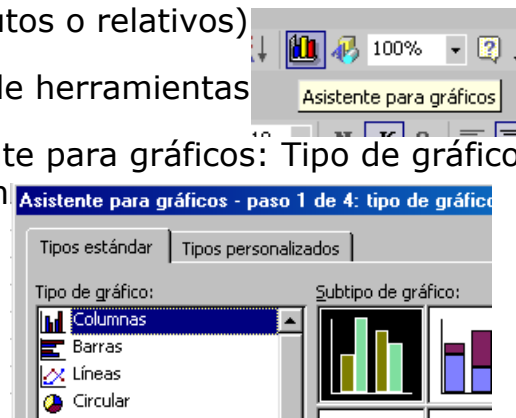 utos o relativos)
100%
de herramientas
Asistente para gráficos
te para gráficos: Tipo de gráfico
Asistente para gráficos - paso 1 de 4: tipo de gráfico
Tipos estándar Tipos personalizados
Tipo de gráfico: Subtipo de gráfico:
Columnas
Barras
Líneas
Circular